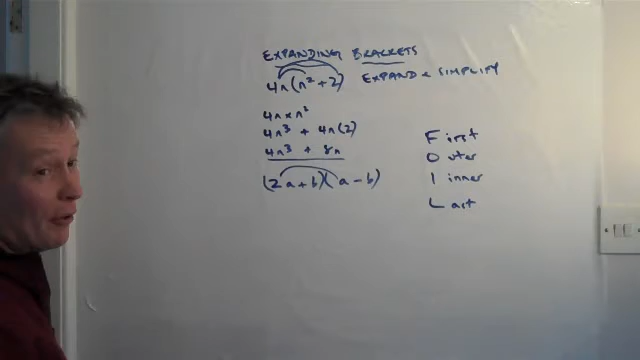 EXPANDING BRACKETS
4n(n²+2) EXPAND & SIMPLIFY
4n×n²
4n³ + 4n(2)
4n³ + 8n
(2a+b)(a-b)
First
Outer
Inner
Last